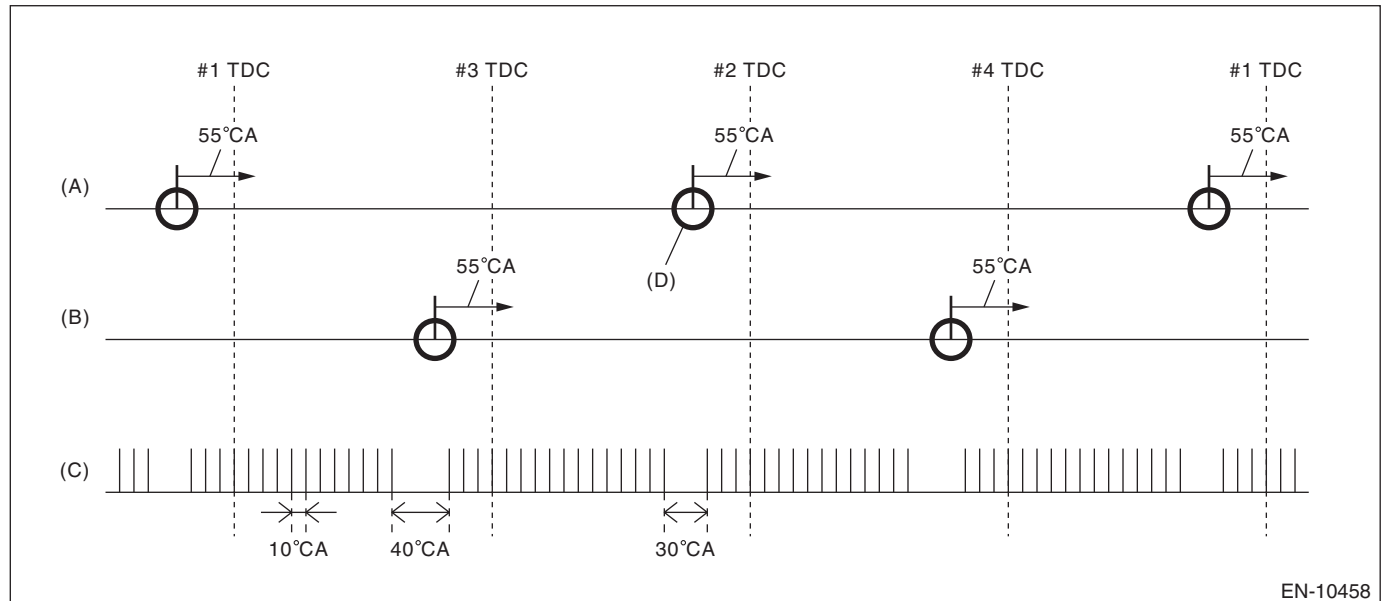 #1 TDC #3 TDC #2 TDC #4 TDC #1 TDC
55°CA 55°CA 55°CA
(A)
(D)
55°CA 55°CA
(B)
(C)
10°CA 40°CA 30°CA
EN-10458